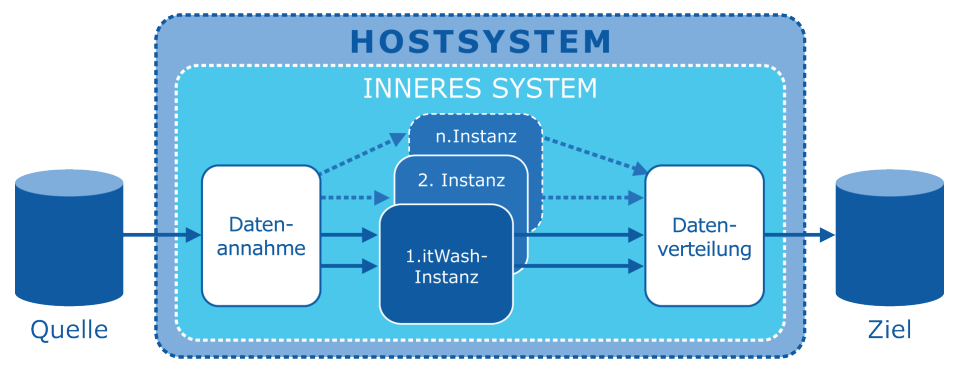 HOSTSYSTEM
INNERES SYSTEM
n.Instanz
2. Instanz
1.itWash-
Instanz
Daten-
annahme
Daten-
verteilung
Quelle
Ziel